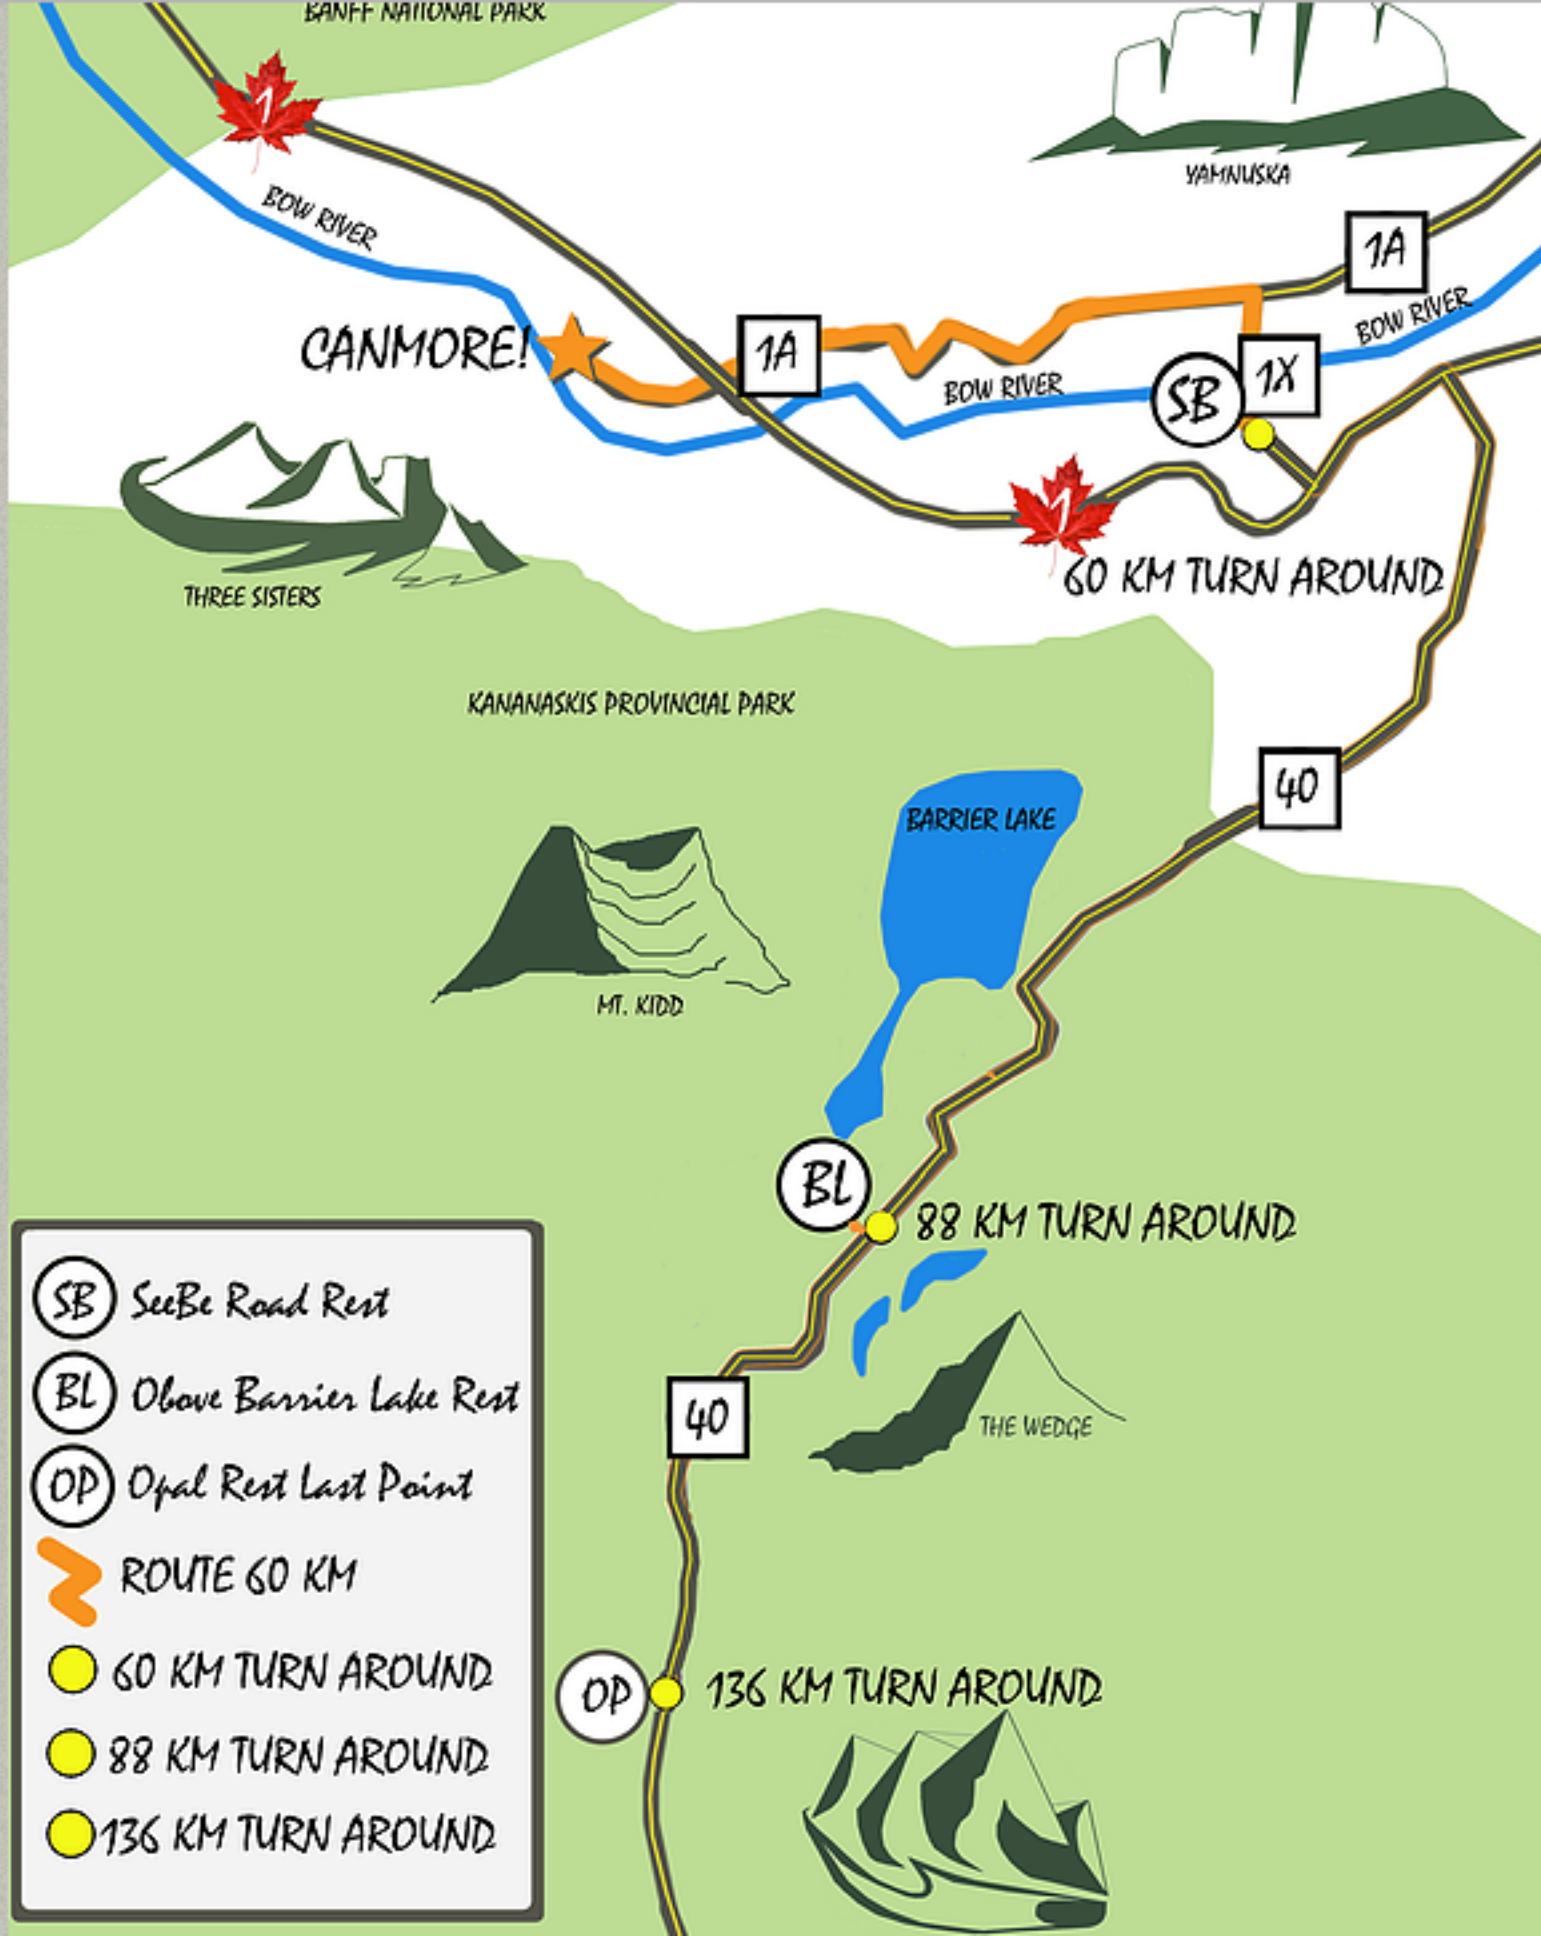 BANFF NATIONAL PARK
1
YAMNUSKA
BOW RIVER
1A
BOW RIVER
CANMORE!
1A
BOW RIVER
SB
1X
1
60 KM TURN AROUND
THREE SISTERS
KANANASKIS PROVINCIAL PARK
40
BARRIER LAKE
MT. KIDD
BL
88 KM TURN AROUND
40
THE WEDGE
OP
136 KM TURN AROUND
SB SeeBe Road Rest
BL Obove Barrier Lake Rest
OP Opal Rest Last Point
ROUTE 60 KM
60 KM TURN AROUND
88 KM TURN AROUND
136 KM TURN AROUND